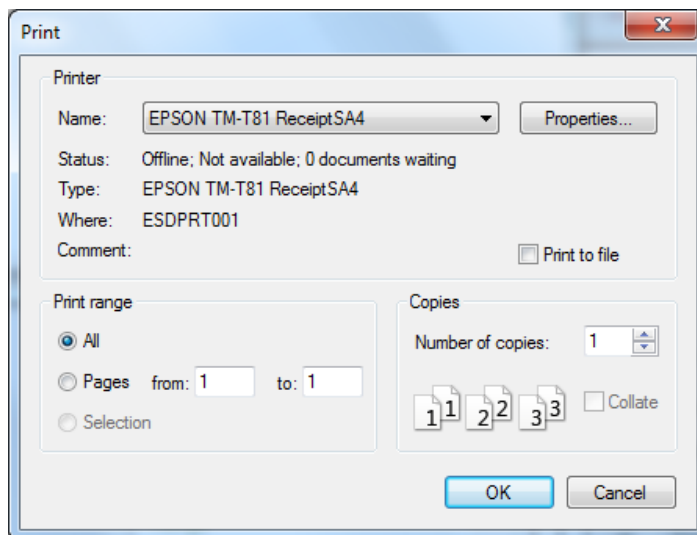 Print
Printer
Name: EPSON TM-T81 ReceiptSA4 Properties...
Status: Offline; Not available; 0 documents waiting
Type: EPSON TM-T81 ReceiptSA4
Where: ESDPRT001
Comment: Print to file
Print range
All
Pages from: 1 to: 1
Selection
Copies
Number of copies: 1
1 1 2 2 3 3 Collate
OK Cancel